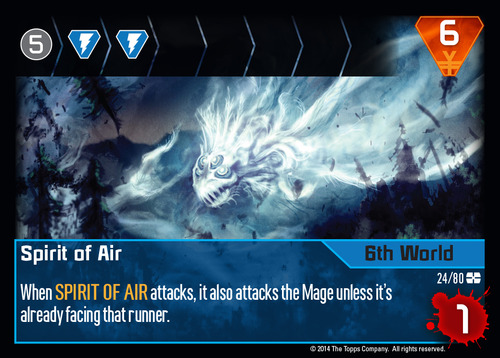 5
6
¥
Spirit of Air
6th World
24/80
When SPIRIT OF AIR attacks, it also attacks the Mage unless it's
already facing that runner.
1
© 2014 The Topps Company. All rights reserved.